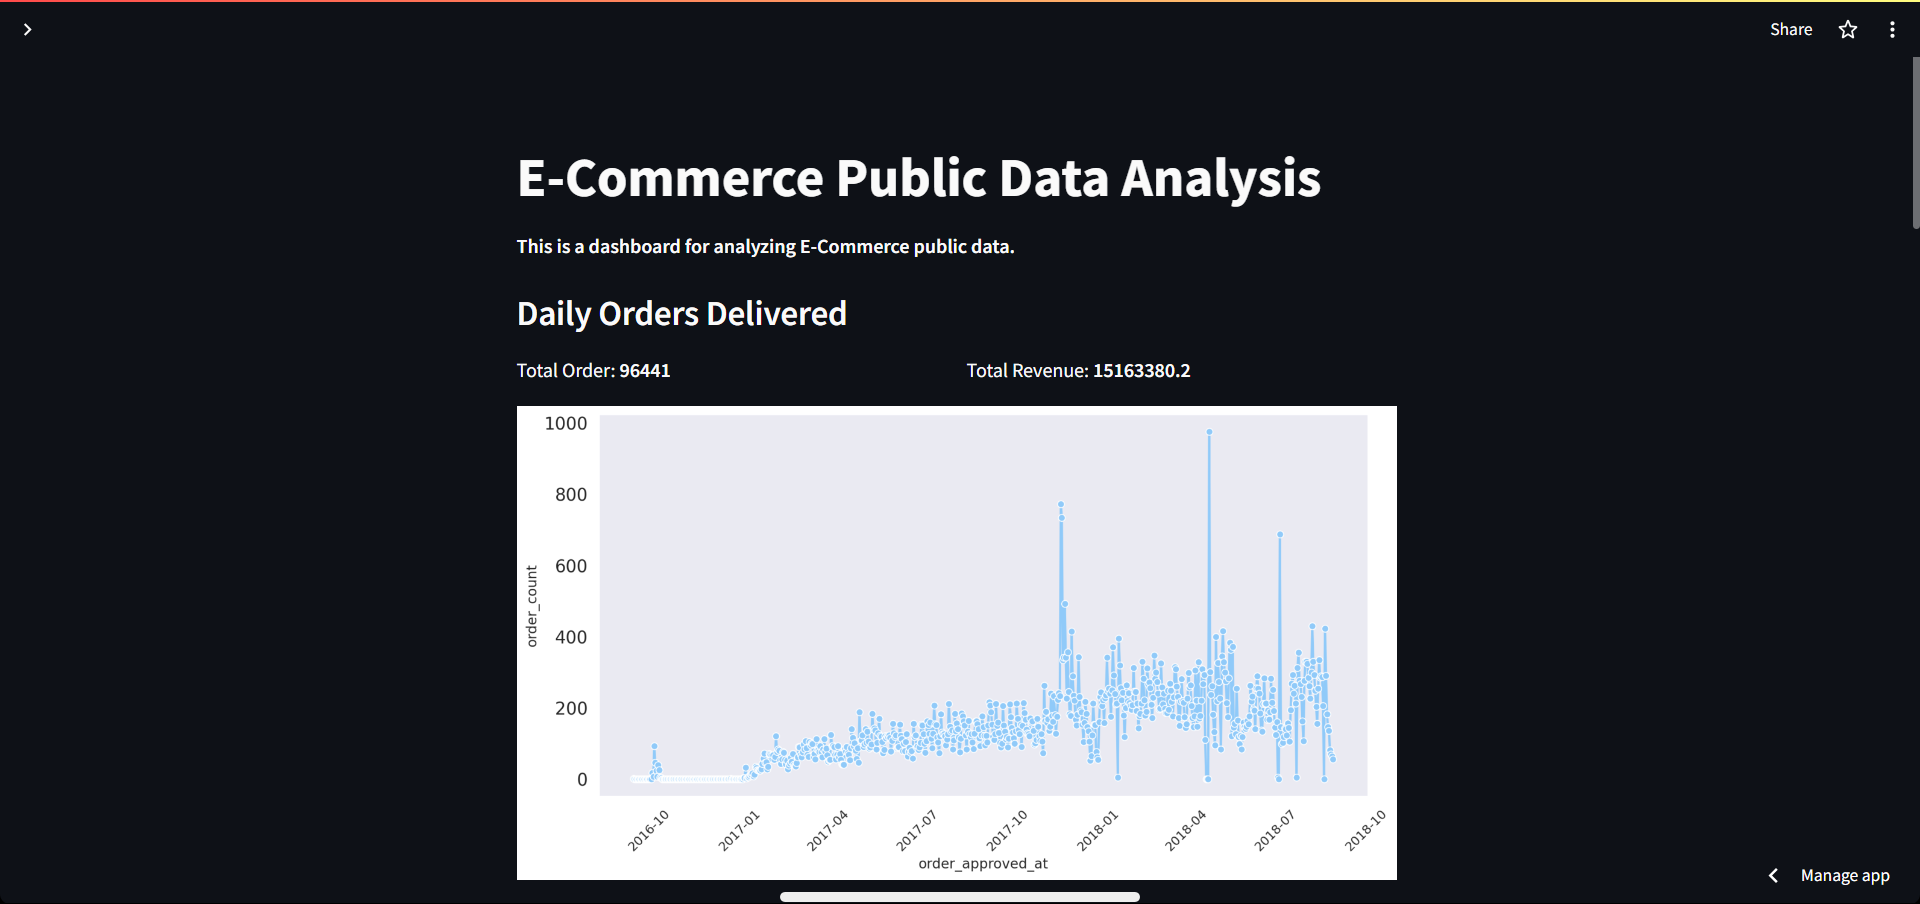 Share
E-Commerce Public Data Analysis
This is a dashboard for analyzing E-Commerce public data.
Daily Orders Delivered
Total Order: 96441
Total Revenue: 15163380.2
1000
800
600
400
200
0
order_count
2016-10
2017-01
2017-04
2017-07
2017-10
2018-01
2018-04
2018-07
2018-10
order_approved_at
Manage app